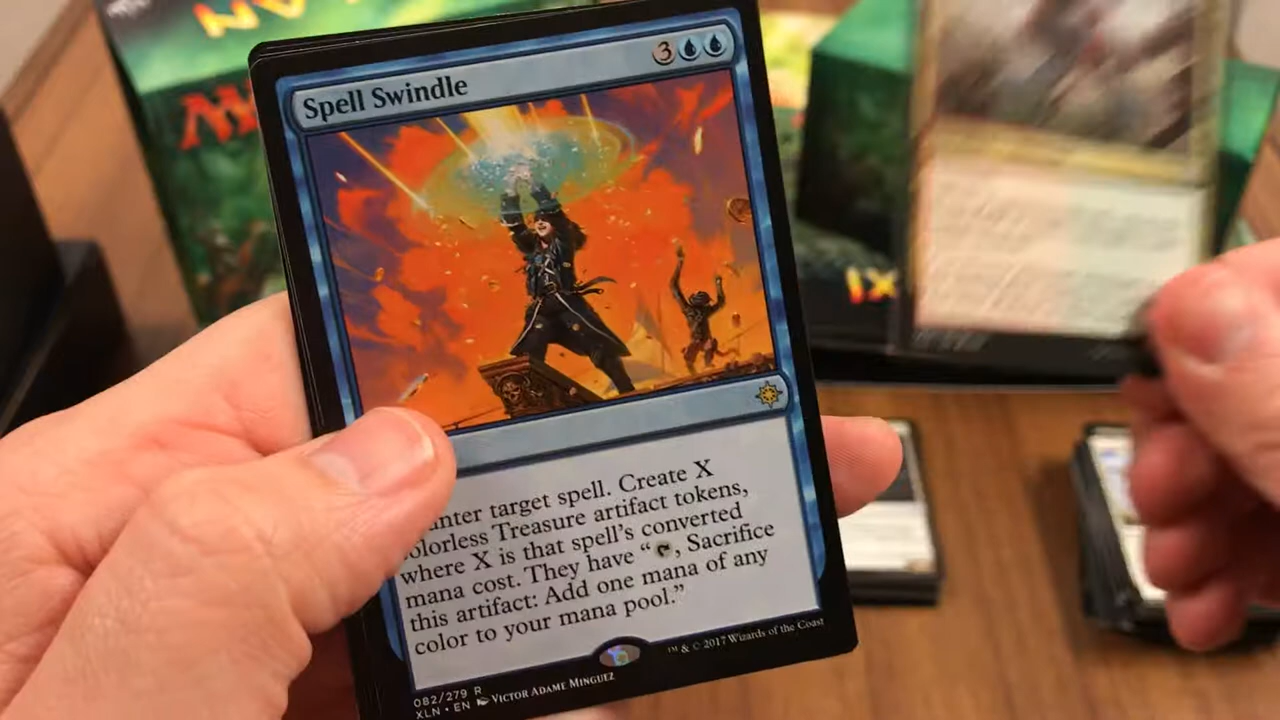 Spell Swindle
3
nter target spell. Create X
olorless Treasure artifact tokens,
where X is that spell's converted
mana cost. They have “ , Sacrifice
this artifact: Add one mana of any
color to your mana pool.”
082/279 R
XLN • EN VICTOR ADAME MINGUEZ
™ & © 2017 Wizards of the Coast
IX